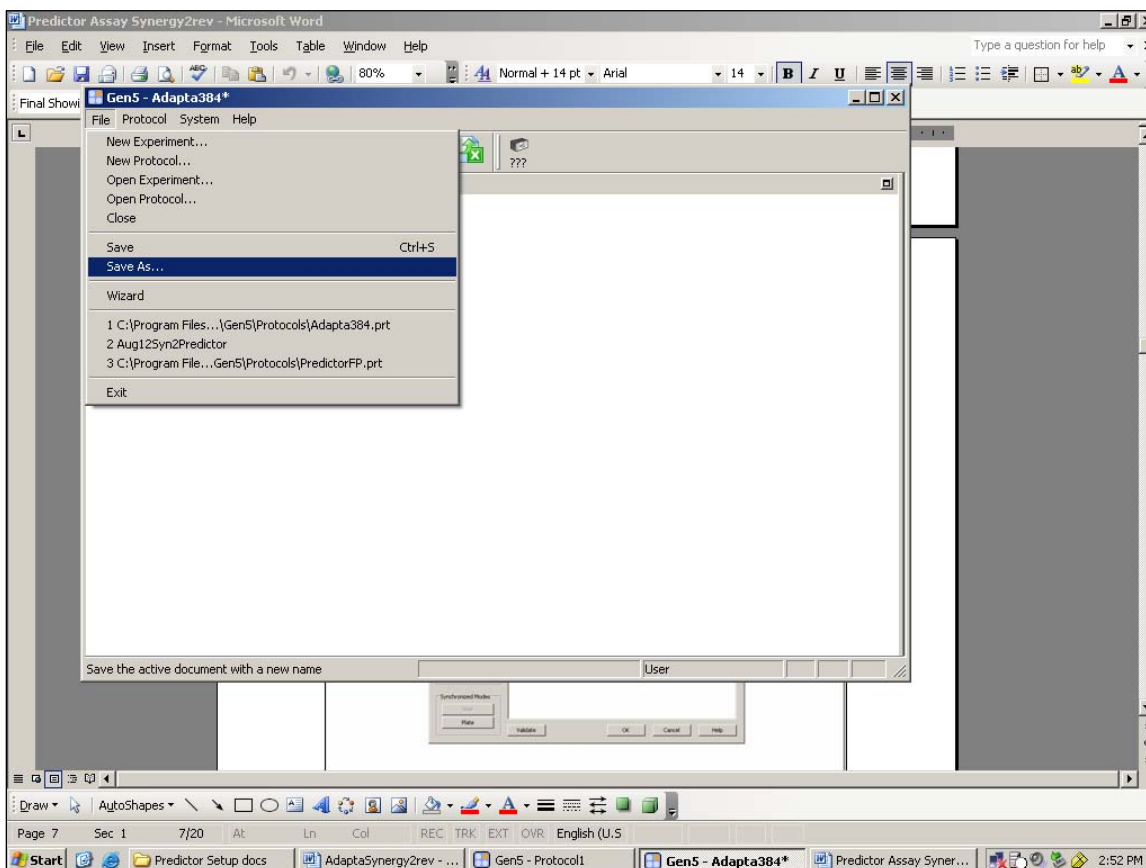 Predictor Assay Synergy2rev - Microsoft Word
File Edit View Insert Format Tools Table Window Help Type a question for help
80% Normal + 14 pt Arial 14 B I U
Final Showi
Gen5 - Adapta384*
File Protocol System Help
New Experiment...
New Protocol...
???
Open Experiment...
Open Protocol...
Close
Save Ctrl+S
Save As...
Wizard
1 C:\Program Files...\Gen5\Protocols\Adapta384.prt
2 Aug12Syn2Predictor
3 C:\Program File...Gen5\Protocols\PredictorFP.prt
Exit
Save the active document with a new name User
Synchronized Modes
Plate
Validate OK Cancel Help
Draw AutoShapes
Page 7 Sec 1 7/20 At Ln Col REC TRK EXT OVR English (U.S
Start Predictor Setup docs AdaptaSynergy2rev - ... Gen5 - Protocol1 Gen5 - Adapta384* Predictor Assay Syner... 2:52 PM